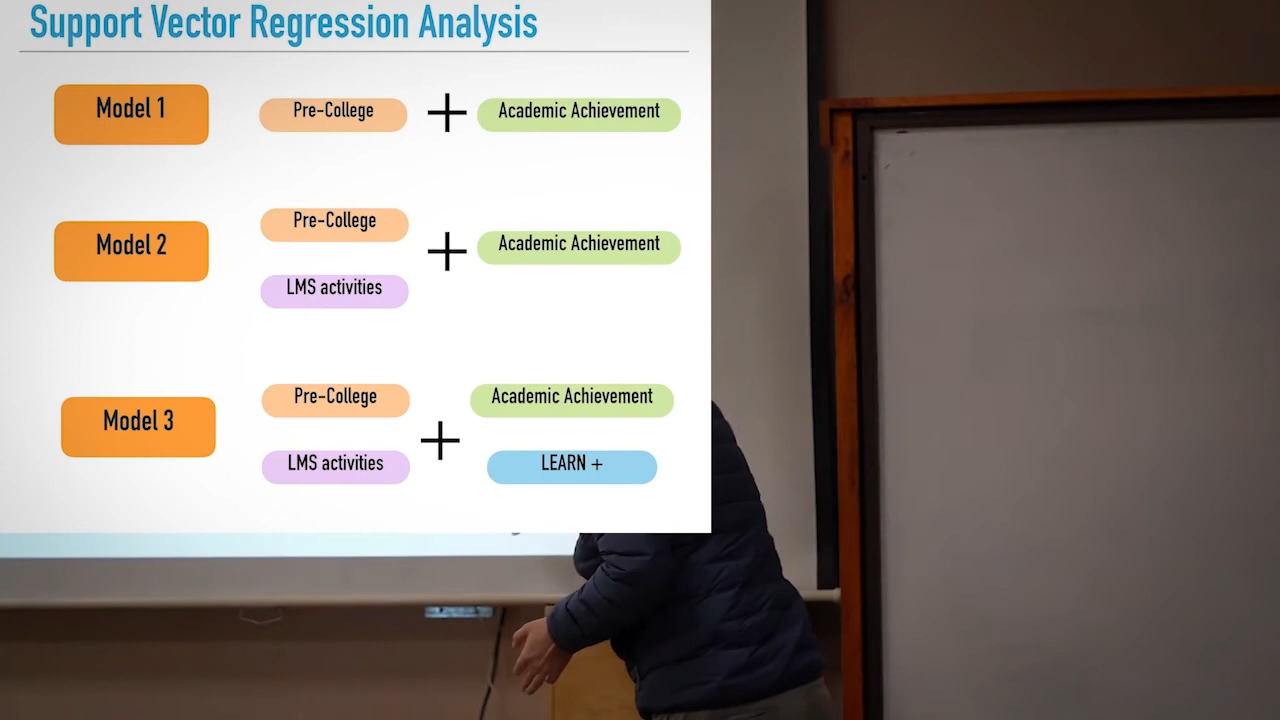 Support Vector Regression Analysis
Model 1
Pre-College
+
Academic Achievement
Model 2
Pre-College
+
Academic Achievement
LMS activities
Model 3
Pre-College
Academic Achievement
+
LMS activities
LEARN +